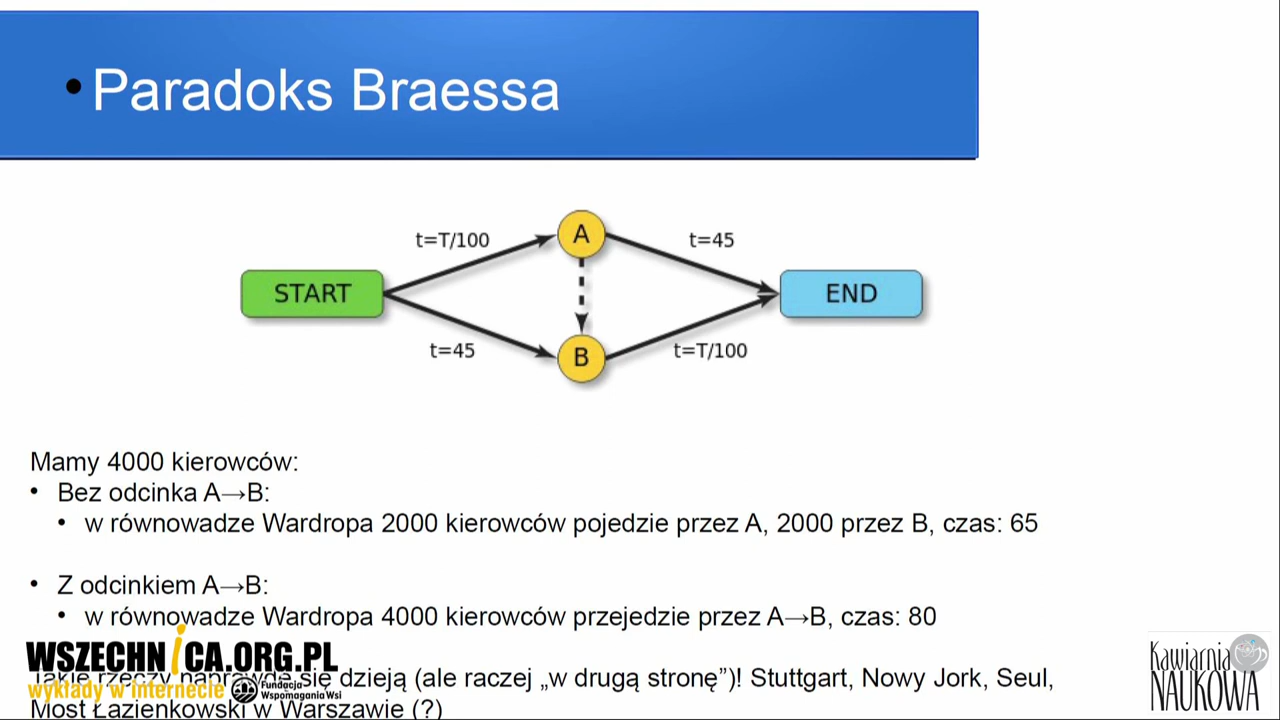 • Paradoks Braessa
t=T/100
A
t=45
START
END
t=45
B
t=T/100
Mamy 4000 kierowców:
• Bez odcinka A→B:
• w równowadze Wardropa 2000 kierowców pojedzie przez A, 2000 przez B, czas: 65
• Z odcinkiem A→B:
• w równowadze Wardropa 4000 kierowców przejedzie przez A→B, czas: 80
WSZECHNiCA.ORG.PL
Takie rzeczy naprawdę się dzieją (ale raczej „w drugą stronę”)! Stuttgart, Nowy Jork, Seul,
wykłady w internecie
Fundacja
Wspomagania Wsi
Most Łazienkowski w Warszawie (?)
Kawiarnia
NAUKOWA